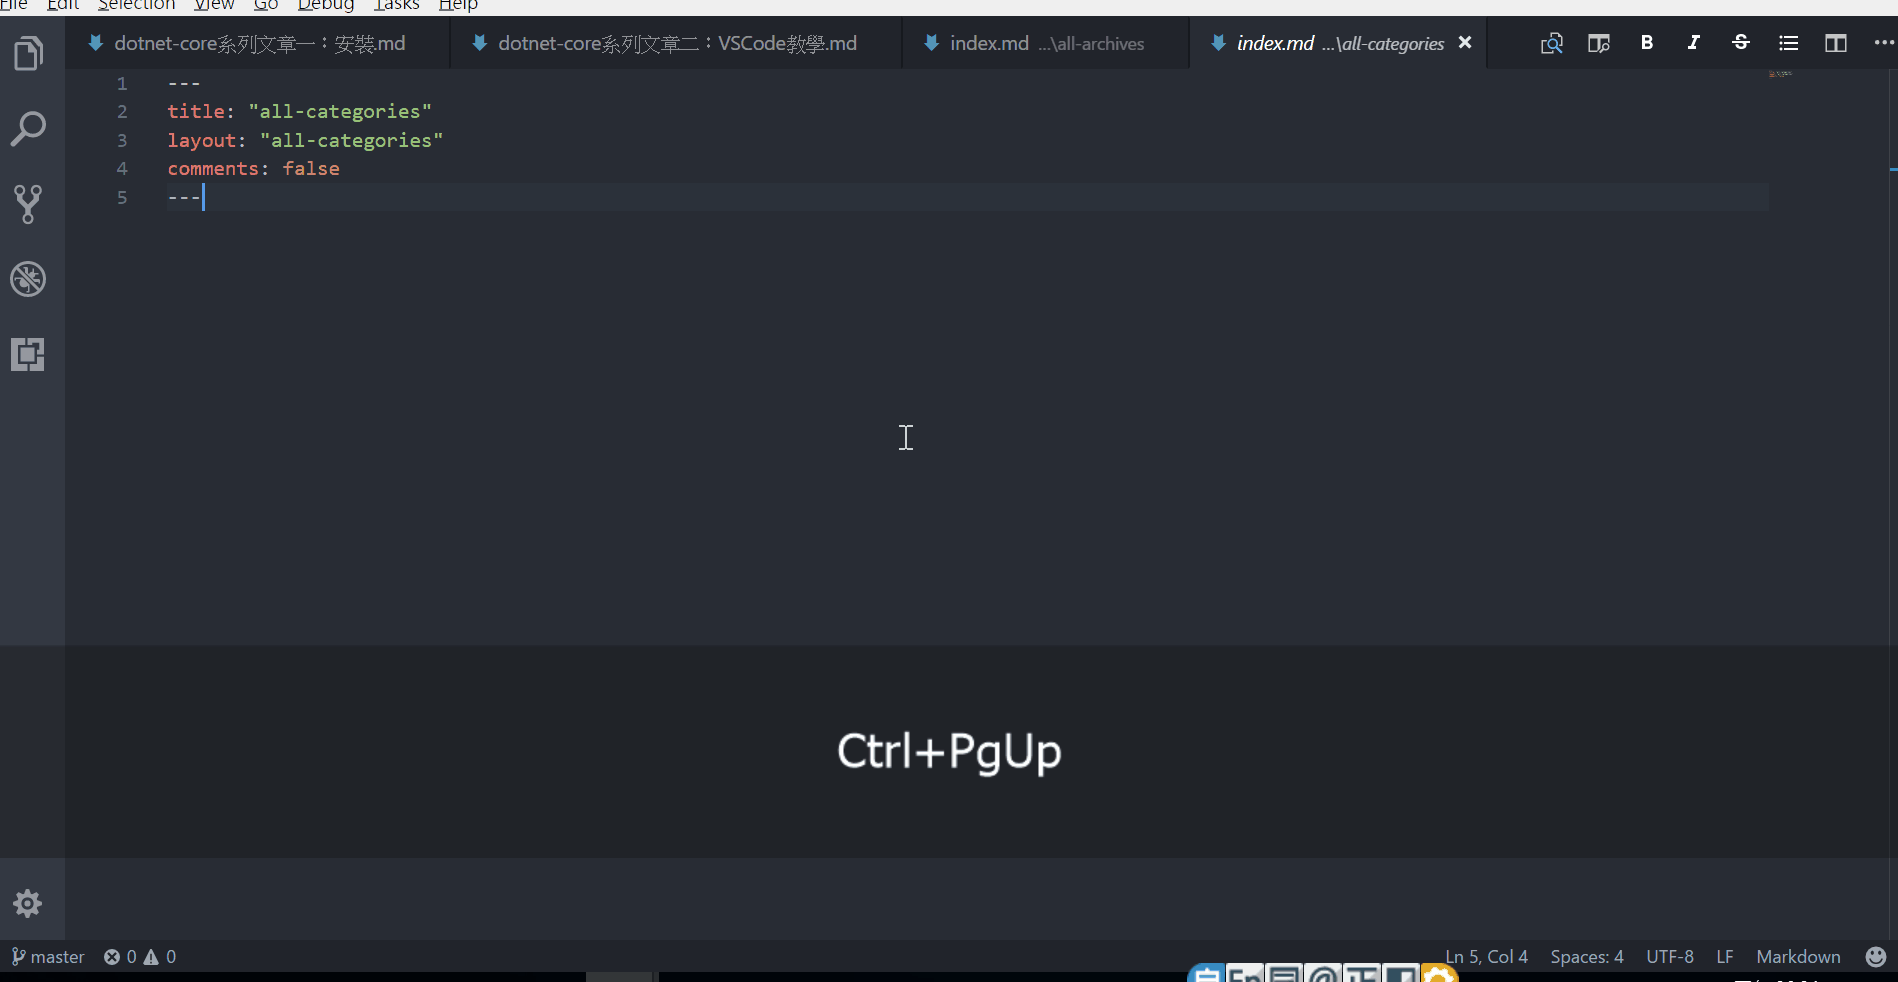 File Edit Selection View Go Debug Tasks Help
dotnet-core系列文章一：安裝.md dotnet-core系列文章二：VSCode教學.md index.md ...\all-archives index.md ...\all-categories
1 ---
2 title: "all-categories"
3 layout: "all-categories"
4 comments: false
5 ---
Ctrl+PgUp
master 0 0 Ln 5, Col 4 Spaces: 4 UTF-8 LF Markdown